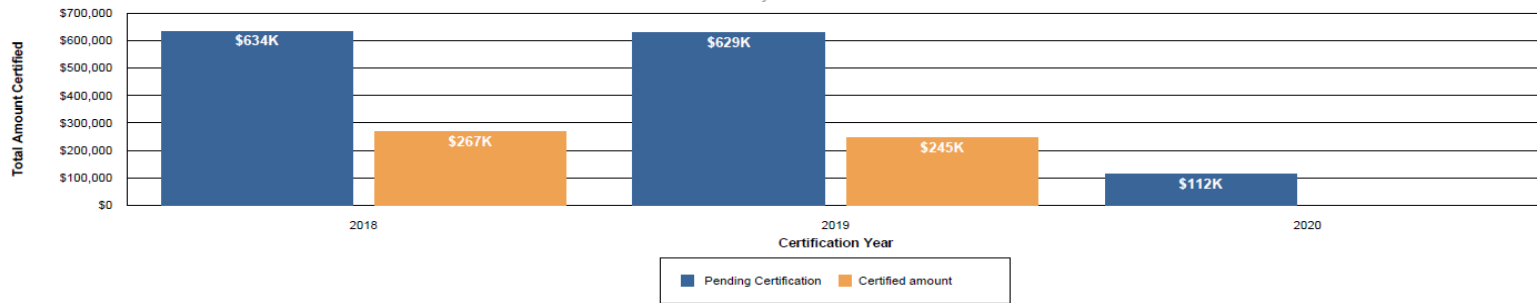 $700,000
$600,000
$500,000
$400,000
$300,000
$200,000
$100,000
$0
Total Amount Certified
$634K
$267K
$629K
$245K
$112K
2018
2019
2020
Certification Year
Pending Certification
Certified amount